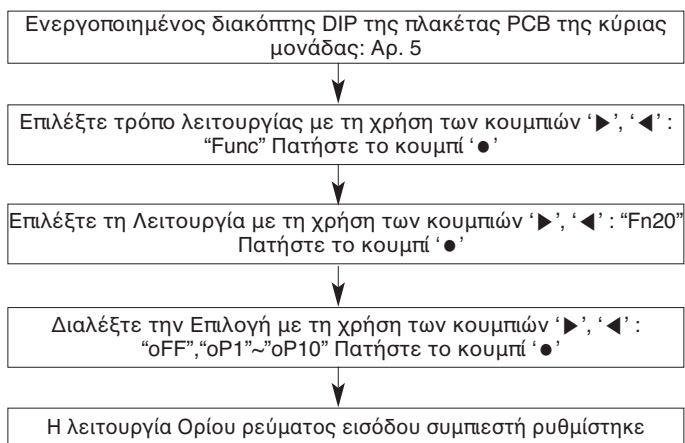 Ενεργοποιημένος διακόπτης DIP της πλακέτας PCB της κύριας
μονάδας: Αρ. 5
Επιλέξτε τρόπο λειτουργίας με τη χρήση των κουμπιών ‘▶’, ‘◀’ :
“Func” Πατήστε το κουμπί ‘●’
Επιλέξτε τη Λειτουργία με τη χρήση των κουμπιών ‘▶’, ‘◀’ : “Fn20”
Πατήστε το κουμπί ‘●’
Διαλέξτε την Επιλογή με τη χρήση των κουμπιών ‘▶’, ‘◀’ :
“oFF”,“oP1”~”oP10” Πατήστε το κουμπί ‘●’
Η λειτουργία Ορίου ρεύματος εισόδου συμπιεστή ρυθμίστηκε